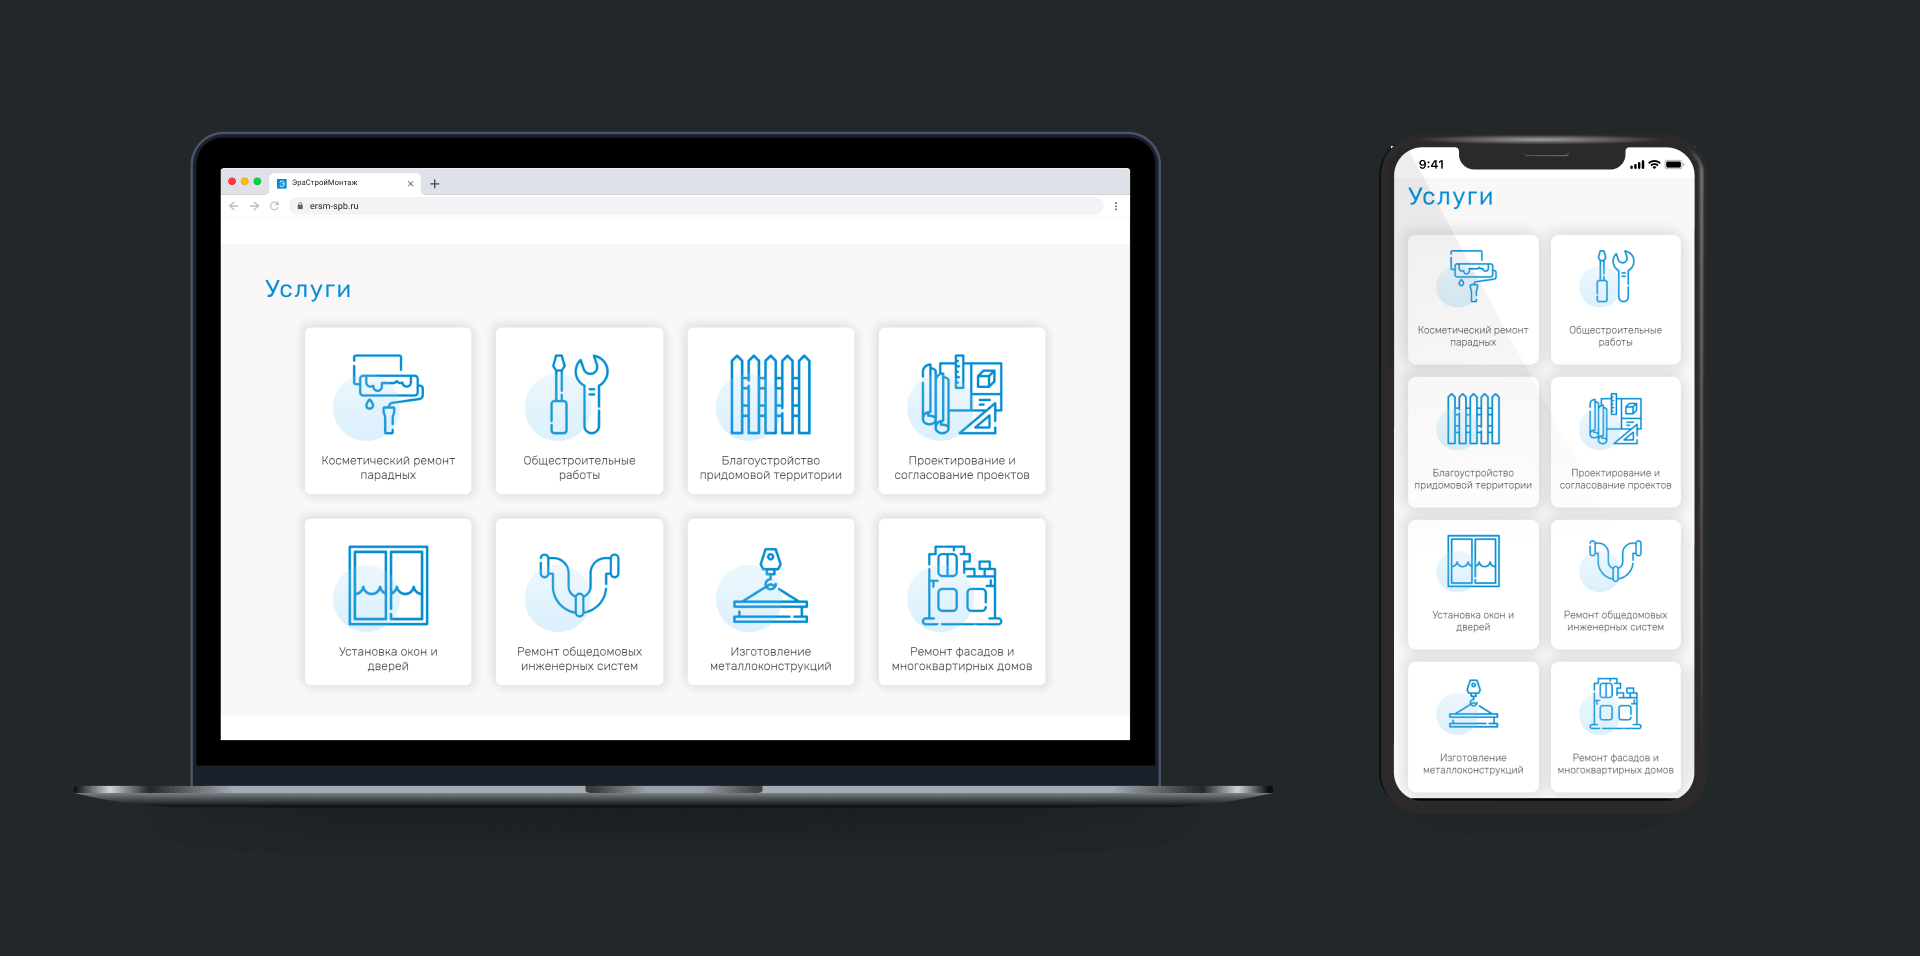 ЭраСтройМонтаж
ersm-spb.ru
Услуги
Косметический ремонт
парадных
Общестроительные
работы
Благоустройство
придомовой территории
Проектирование и
согласование проектов
Установка окон и
дверей
Ремонт общедомовых
инженерных систем
Изготовление
металлоконструкций
Ремонт фасадов и
многоквартирных домов
9:41
Услуги
Косметический ремонт
парадных
Общестроительные
работы
Благоустройство
придомовой территории
Проектирование и
согласование проектов
Установка окон и
дверей
Ремонт общедомовых
инженерных систем
Изготовление
металлоконструкций
Ремонт фасадов и
многоквартирных домов